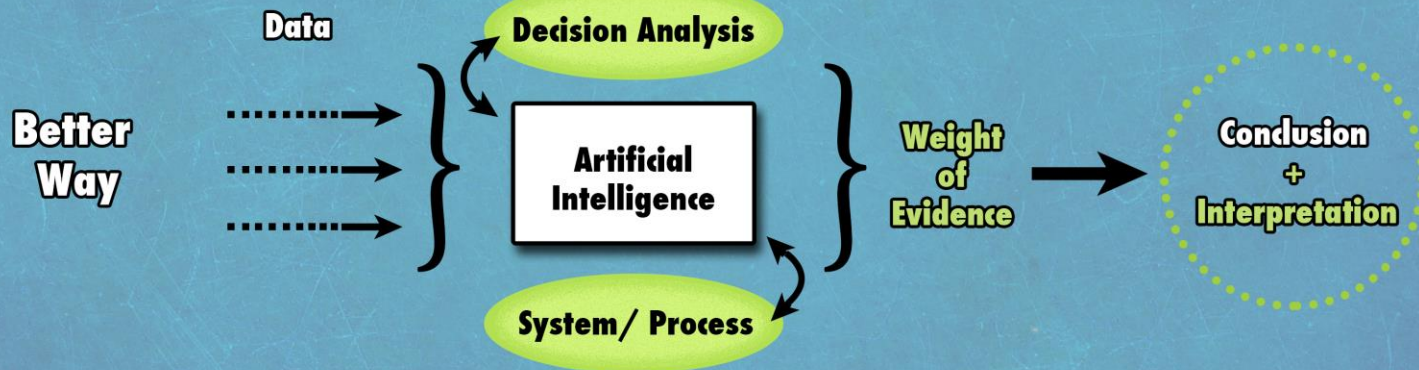 Data
Decision Analysis
Better
Way
Artificial
Intelligence
Weight
of
Evidence
Conclusion
+
Interpretation
System/ Process